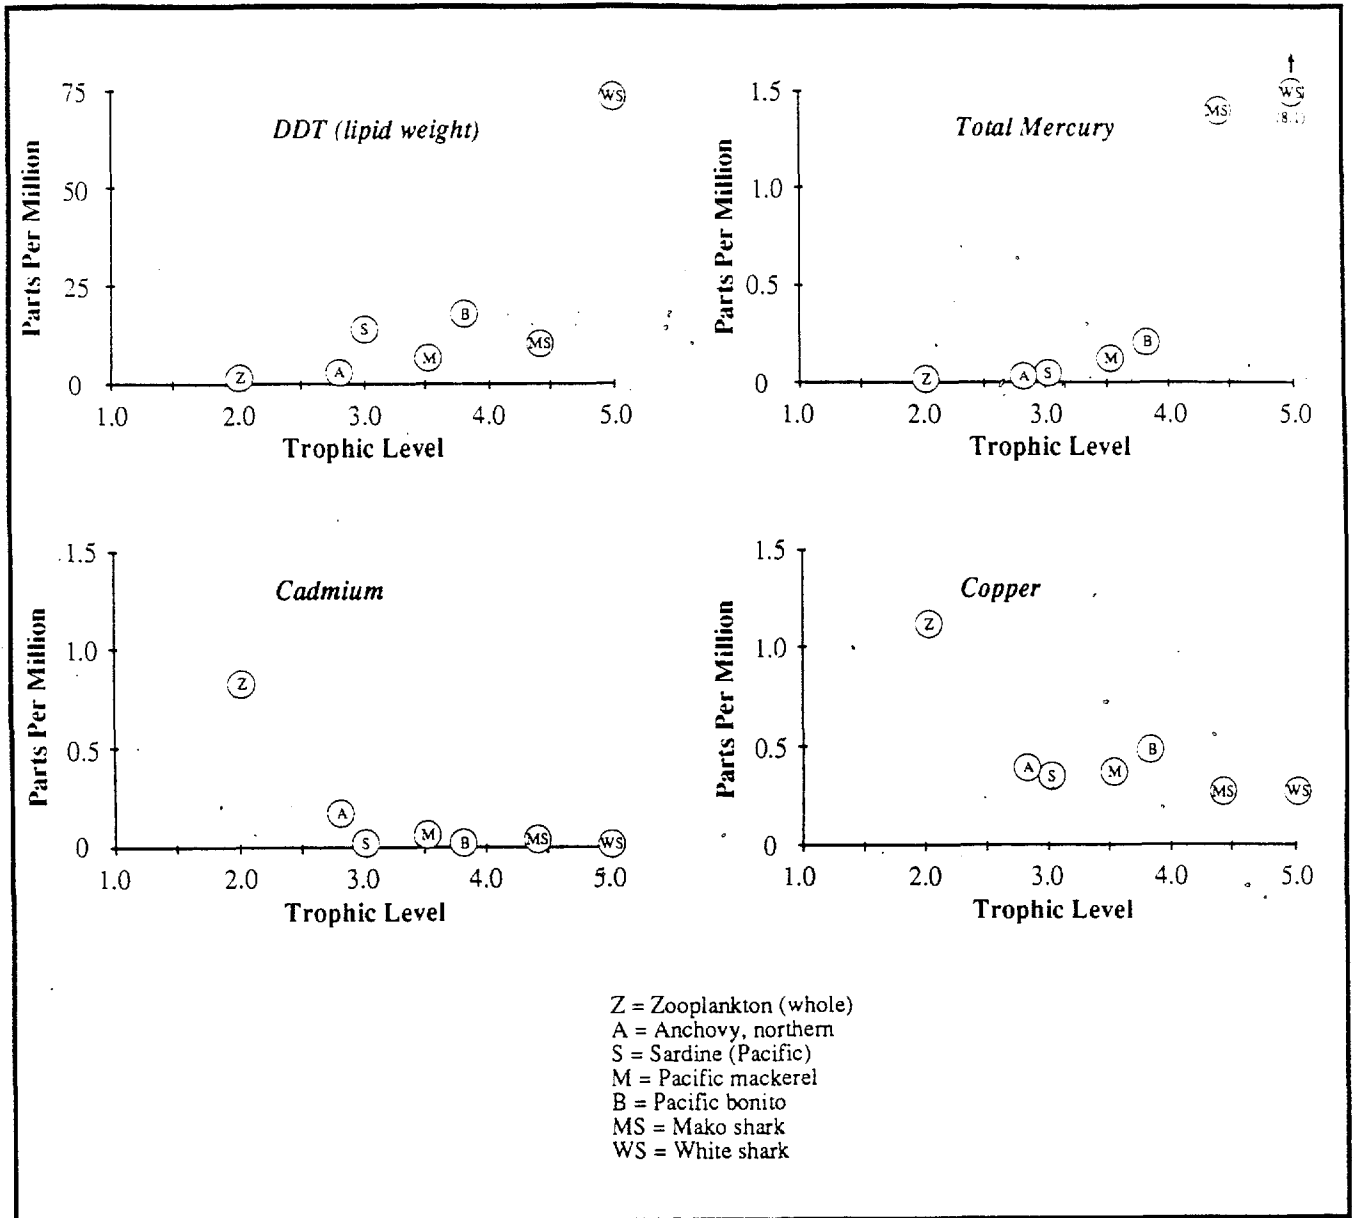 DDT (lipid weight)
Parts Per Million
75
50
25
0
Z
A
S
M
B
MS
WS
1.0 2.0 3.0 4.0 5.0
Trophic Level
Total Mercury
Parts Per Million
1.5
1.0
0.5
0
Z
A
S
M
B
MS
WS
(8.1)
1.0 2.0 3.0 4.0 5.0
Trophic Level
Cadmium
Parts Per Million
1.5
1.0
0.5
0
Z
A
S
M
B
MS
WS
1.0 2.0 3.0 4.0 5.0
Trophic Level
Copper
Parts Per Million
1.5
1.0
0.5
0
Z
A
S
M
B
MS
WS
1.0 2.0 3.0 4.0 5.0
Trophic Level
Z = Zooplankton (whole)
A = Anchovy, northern
S = Sardine (Pacific)
M = Pacific mackerel
B = Pacific bonito
MS = Mako shark
WS = White shark